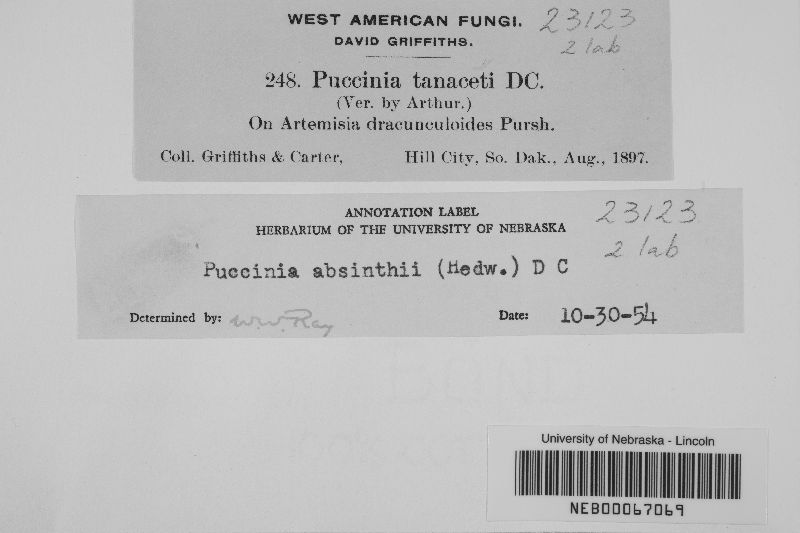 WEST AMERICAN FUNGI.
23123
DAVID GRIFFITHS.
2 lab
248. Puccinia tanaceti DC.
(Ver. by Arthur.)
On Artemisia dracunculoides Pursh.
Coll. Griffiths & Carter, Hill City, So. Dak., Aug., 1897.
ANNOTATION LABEL
23123
HERBARIUM OF THE UNIVERSITY OF NEBRASKA
2 lab
Puccinia absinthii (Hedw.) D C
Determined by: W.W. Ray Date: 10-30-54
University of Nebraska - Lincoln
NEB00067069